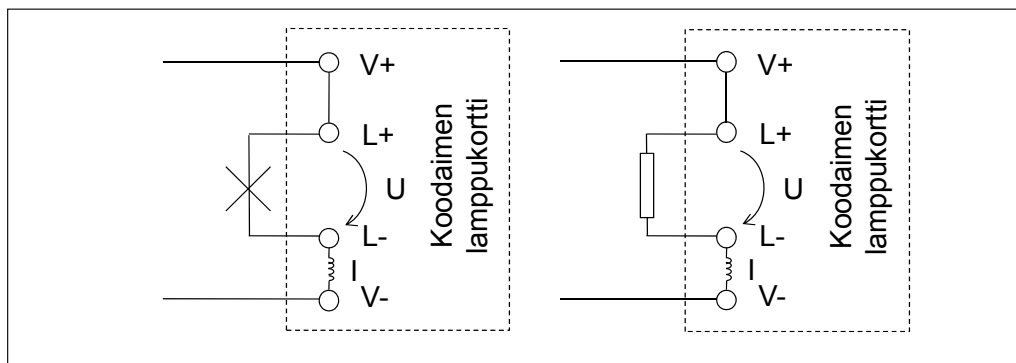 V+
L+
U
L-
I
V-
Koodaimen
lamppukortti
V+
L+
U
L-
I
V-
Koodaimen
lamppukortti